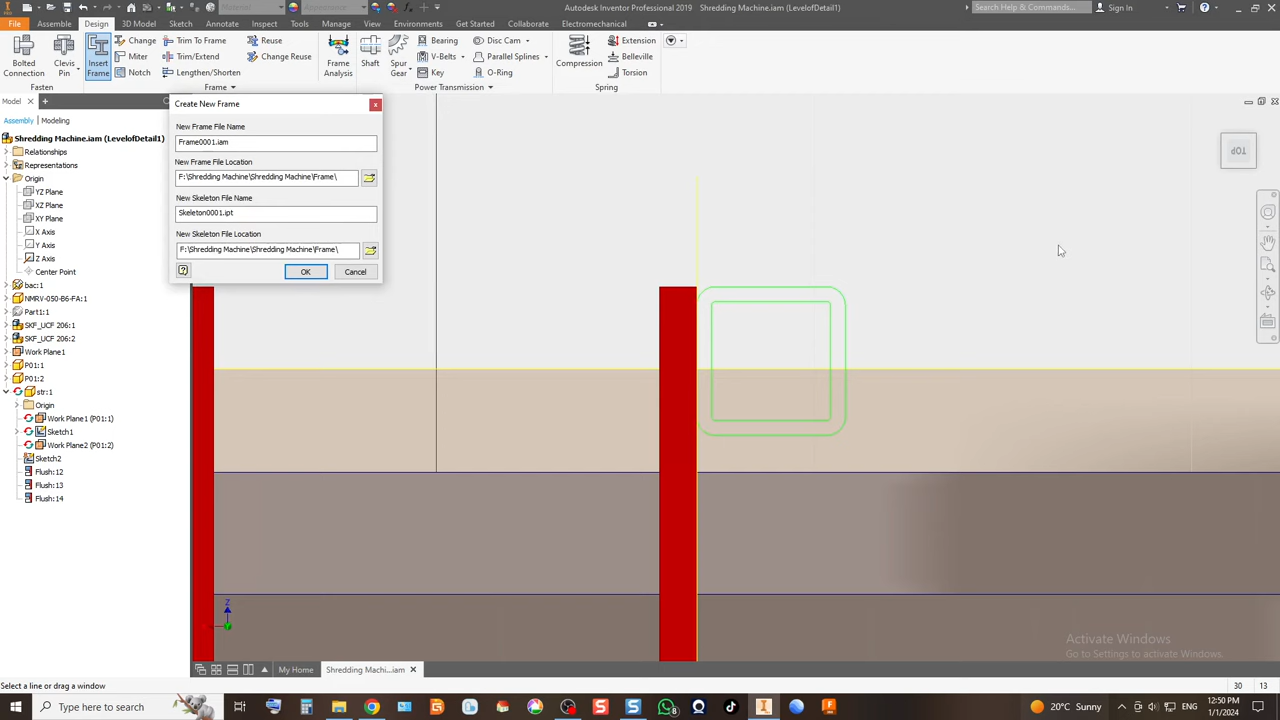 Material
Appearance
Autodesk Inventor Professional 2019 Shredding Machine.iam (LevelofDetail1)
Search Help & Commands...
Sign In
File Assemble Design 3D Model Sketch Annotate Inspect Tools Manage View Environments Get Started Collaborate Electromechanical
Bolted Connection
Clevis Pin
Insert Frame
Change
Miter
Notch
Trim To Frame
Trim/Extend
Lengthen/Shorten
Reuse
Change Reuse
Frame Analysis
Shaft
Spur Gear
Bearing
V-Belts
Key
Disc Cam
Parallel Splines
O-Ring
Compression
Extension
Belleville
Torsion
Fasten
Frame
Power Transmission
Spring
Model
Assembly Modeling
Shredding Machine.iam (LevelofDetail1)
Relationships
Representations
Origin
YZ Plane
XZ Plane
XY Plane
X Axis
Y Axis
Z Axis
Center Point
bac:1
NMRV-050-B6-FA:1
Part1:1
SKF_UCF 206:1
SKF_UCF 206:2
Work Plane1
P01:1
P01:2
str:1
Origin
Work Plane1 (P01:1)
Sketch1
Work Plane2 (P01:2)
Sketch2
Flush:12
Flush:13
Flush:14
Create New Frame
New Frame File Name
Frame0001.iam
New Frame File Location
F:\Shredding Machine\Shredding Machine\Frame\
New Skeleton File Name
Skeleton0001.ipt
New Skeleton File Location
F:\Shredding Machine\Shredding Machine\Frame\
OK
Cancel
TOP
Z
Activate Windows
Go to Settings to activate Windows.
My Home
Shredding Machi...iam
Select a line or drag a window
30 13
Type here to search
8
20°C Sunny
ENG
12:50 PM
1/1/2024